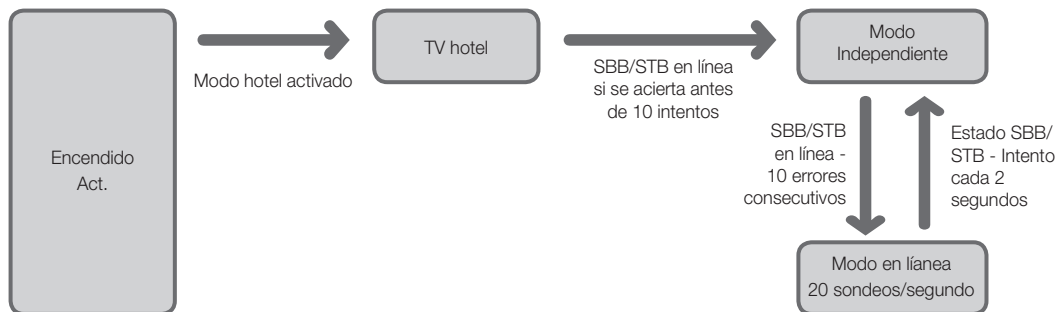 Encendido
Act.
Modo hotel activado
TV hotel
SBB/STB en línea
si se acierta antes
de 10 intentos
Modo
Independiente
SBB/STB
en línea -
10 errores
consecutivos
Estado SBB/
STB - Intento
cada 2
segundos
Modo en líanea
20 sondeos/segundo